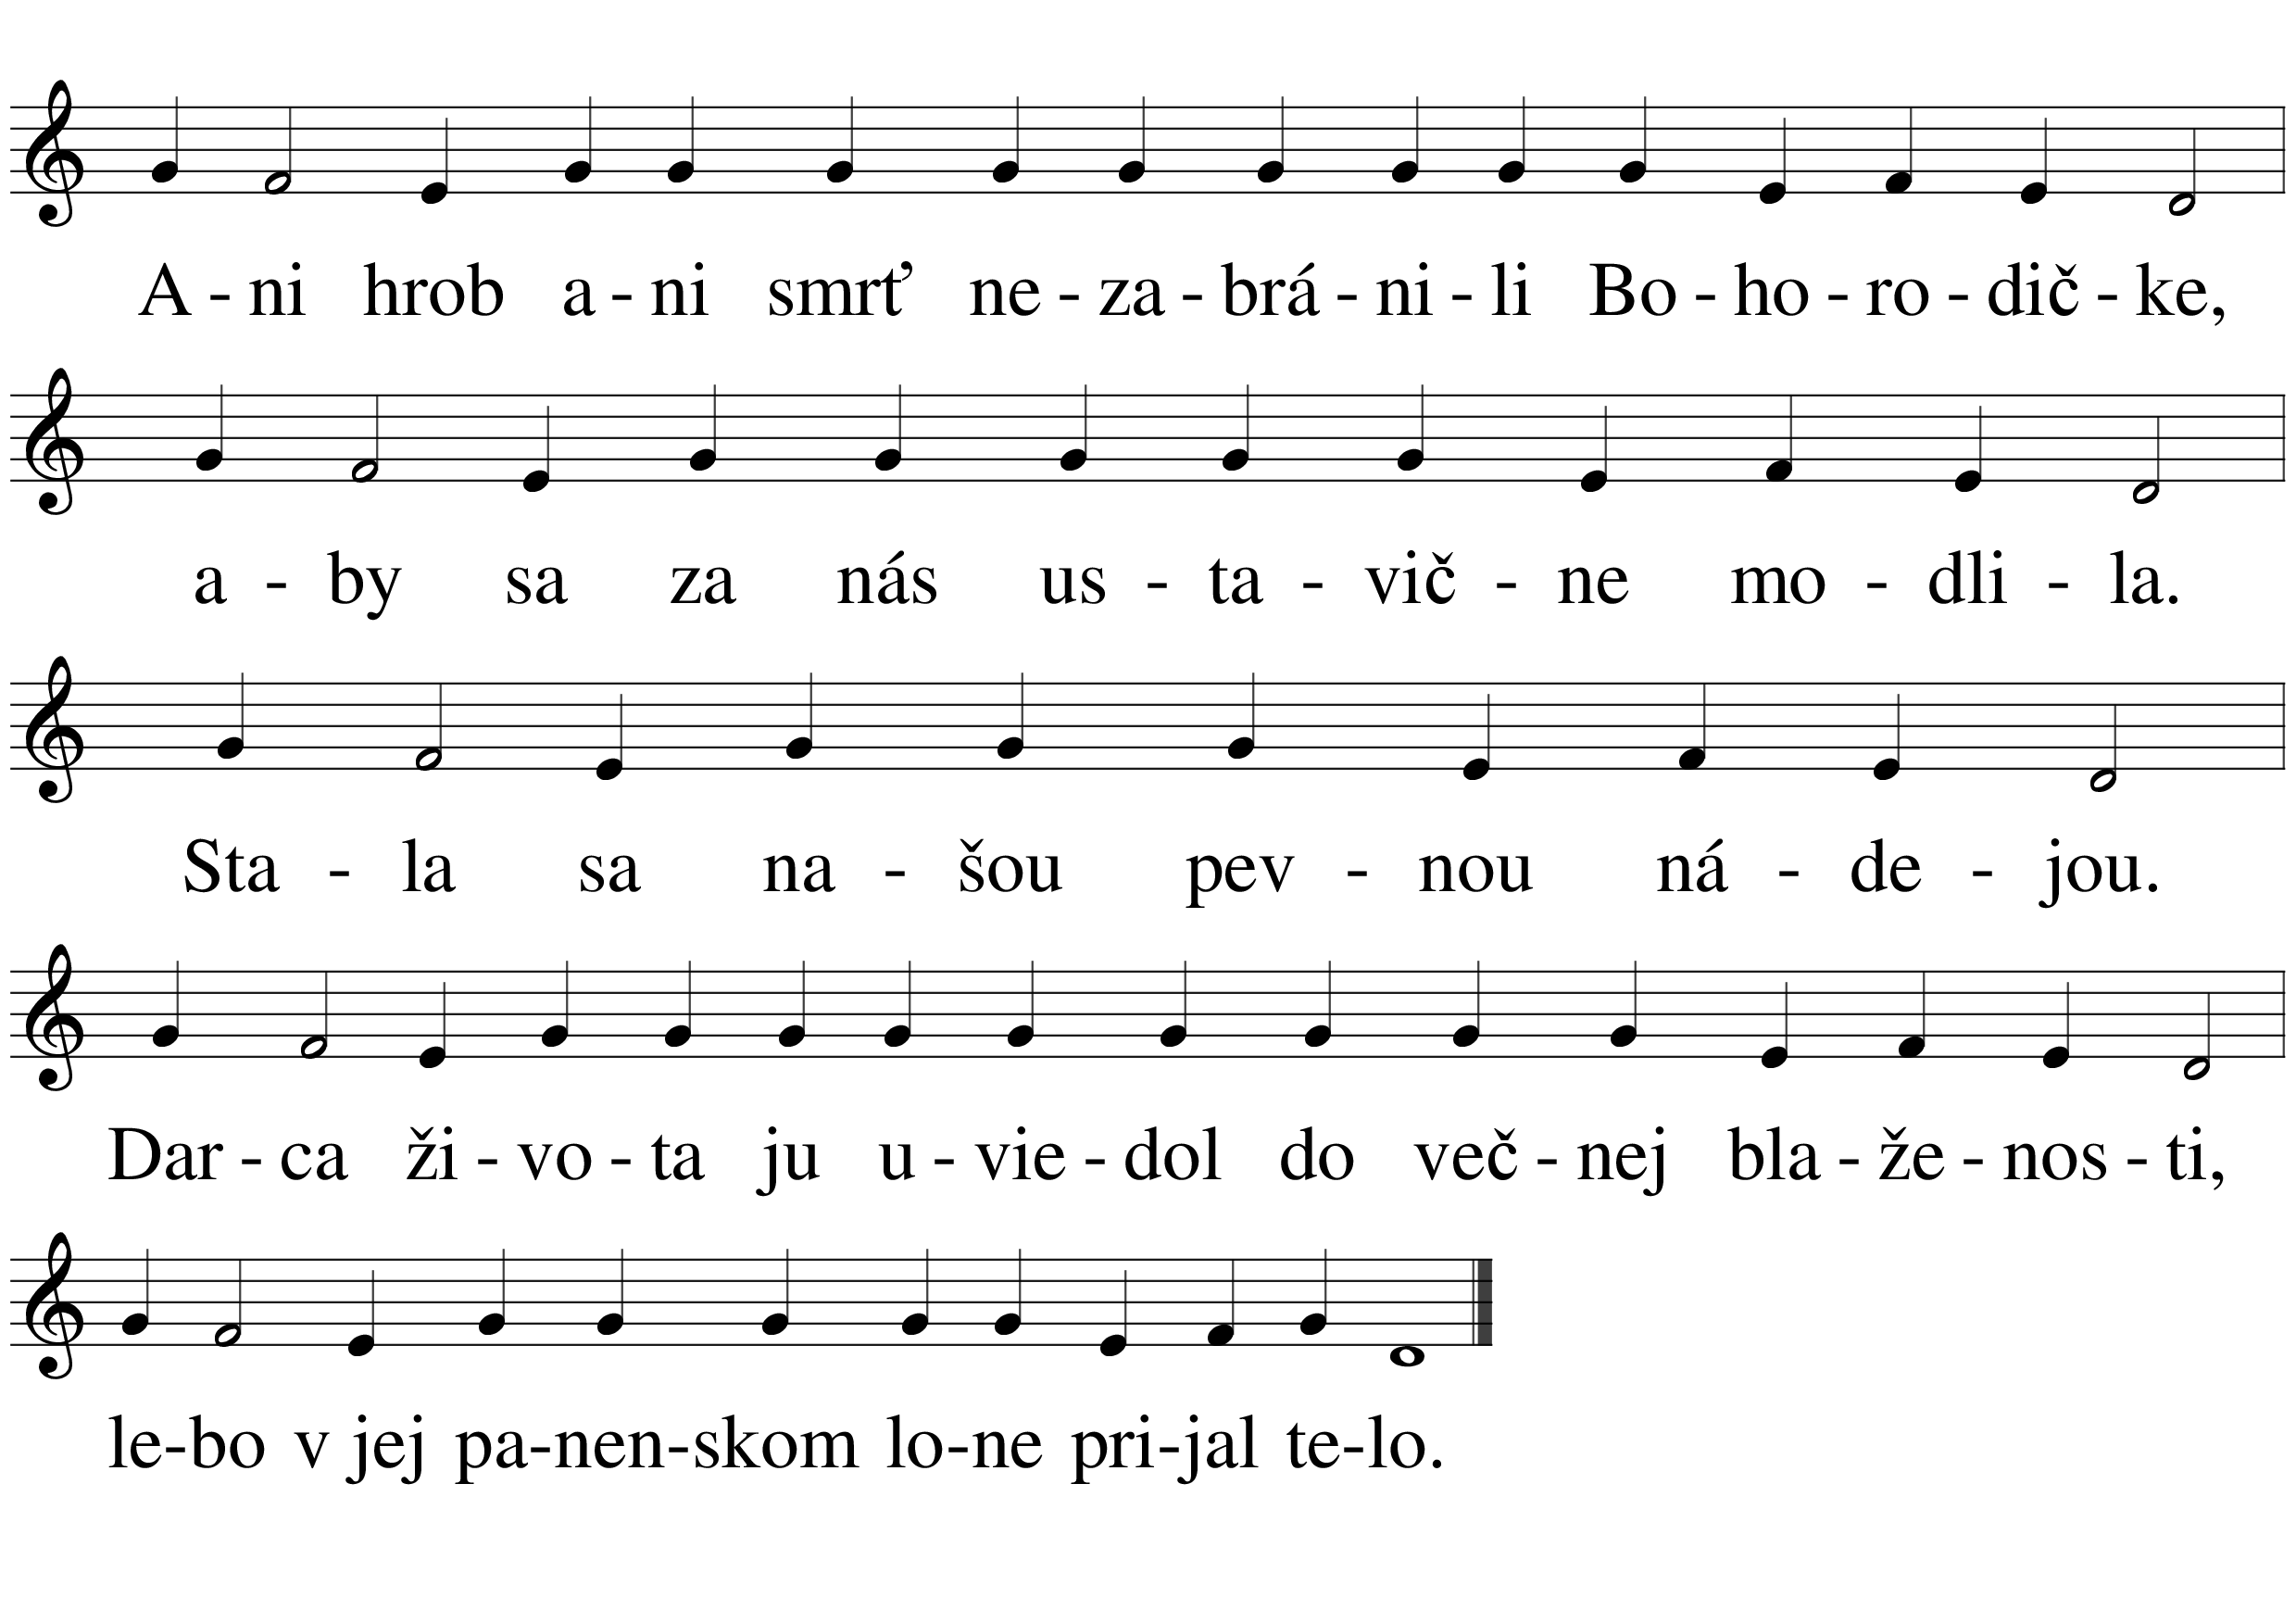 A - ni hrob a - ni smrť ne - za - brá - ni - li Bo - ho - ro - dič - ke,
a - by sa za nás us - ta - vič - ne mo - dli - la.
Sta - la sa na - šou pev - nou ná - de - jou.
Dar - ca ži - vo - ta ju u - vie - dol do več - nej bla - že - nos - ti,
le-bo v jej pa-nen-skom lo-ne pri-jal te-lo.